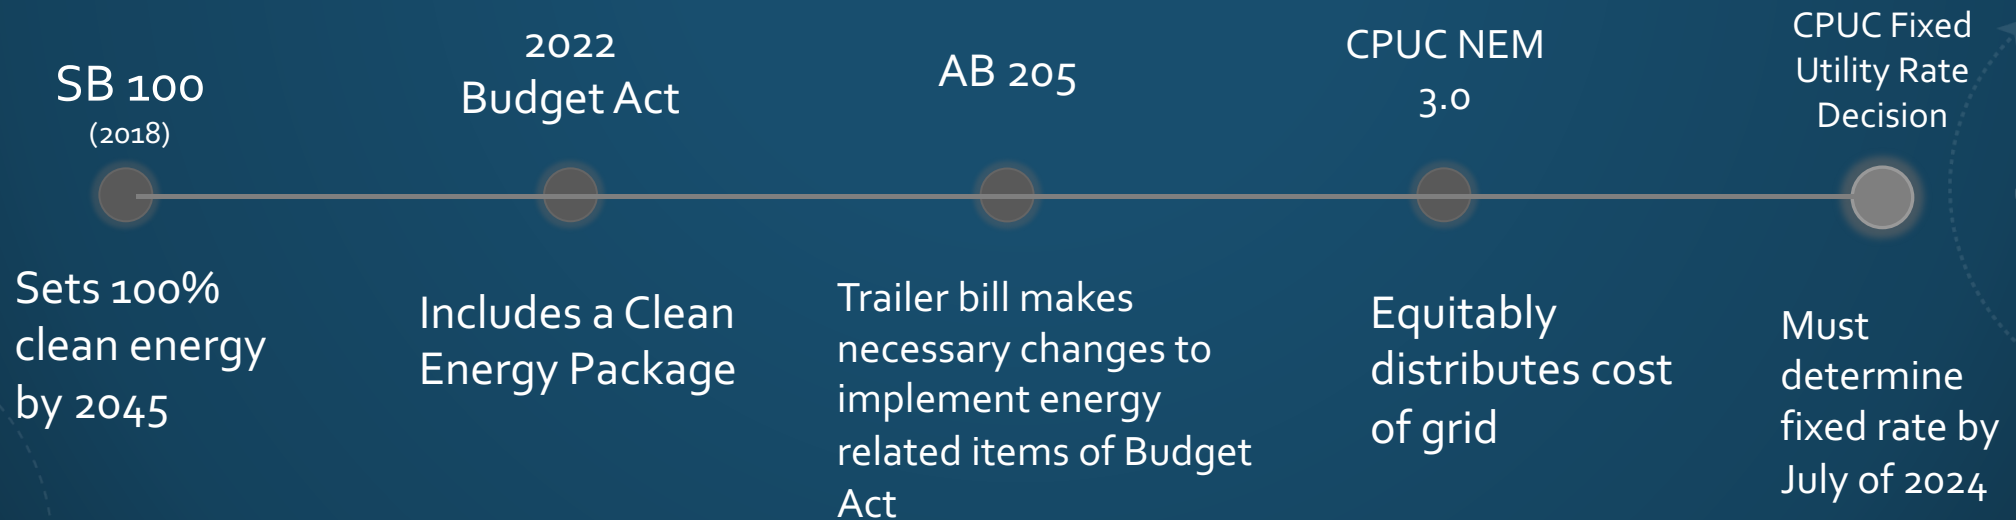 SB 100
(2018)
Sets 100%
clean energy
by 2045
2022
Budget Act
Includes a Clean
Energy Package
AB 205
Trailer bill makes
necessary changes to
implement energy
related items of Budget
Act
CPUC NEM
3.0
Equitably
distributes cost
of grid
CPUC Fixed
Utility Rate
Decision
Must
determine
fixed rate by
July of 2024